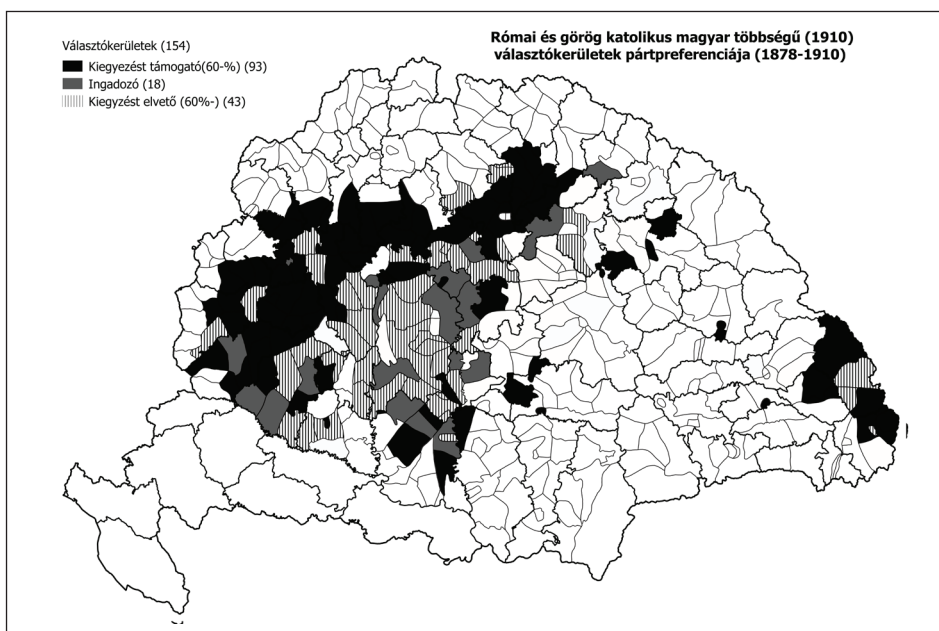 Római és görög katolikus magyar többségű (1910)
választókerületek pártpreferenciája (1878-1910)
Választókerületek (154)
Kiegyezést támogató(60-%) (93)
Ingadozó (18)
Kiegyzést elvető (60%-) (43)